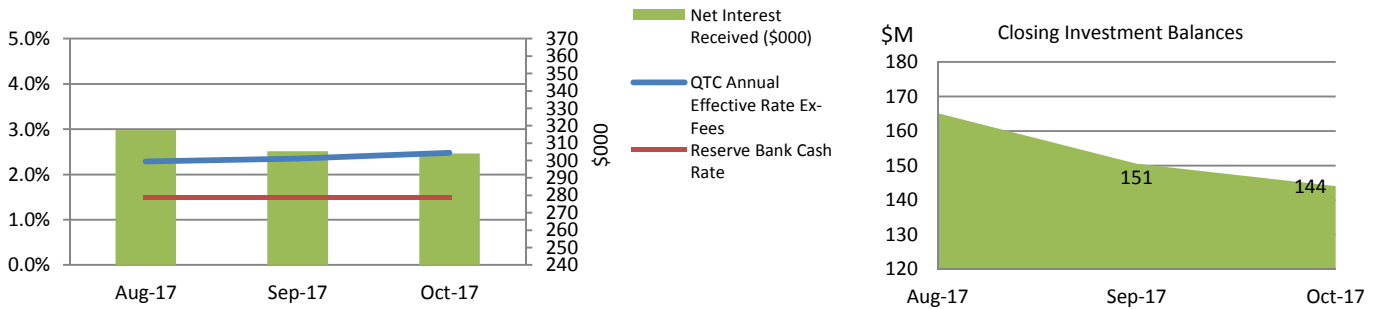 5.0%
4.0%
3.0%
2.0%
1.0%
0.0%
370
360
350
340
330
320
310
300
290
280
270
260
250
240
$000
Aug-17
Sep-17
Oct-17
Net Interest
Received ($000)
QTC Annual
Effective Rate Ex-
Fees
Reserve Bank Cash
Rate
$M
Closing Investment Balances
180
170
160
150
140
130
120
151
144
Aug-17
Sep-17
Oct-17